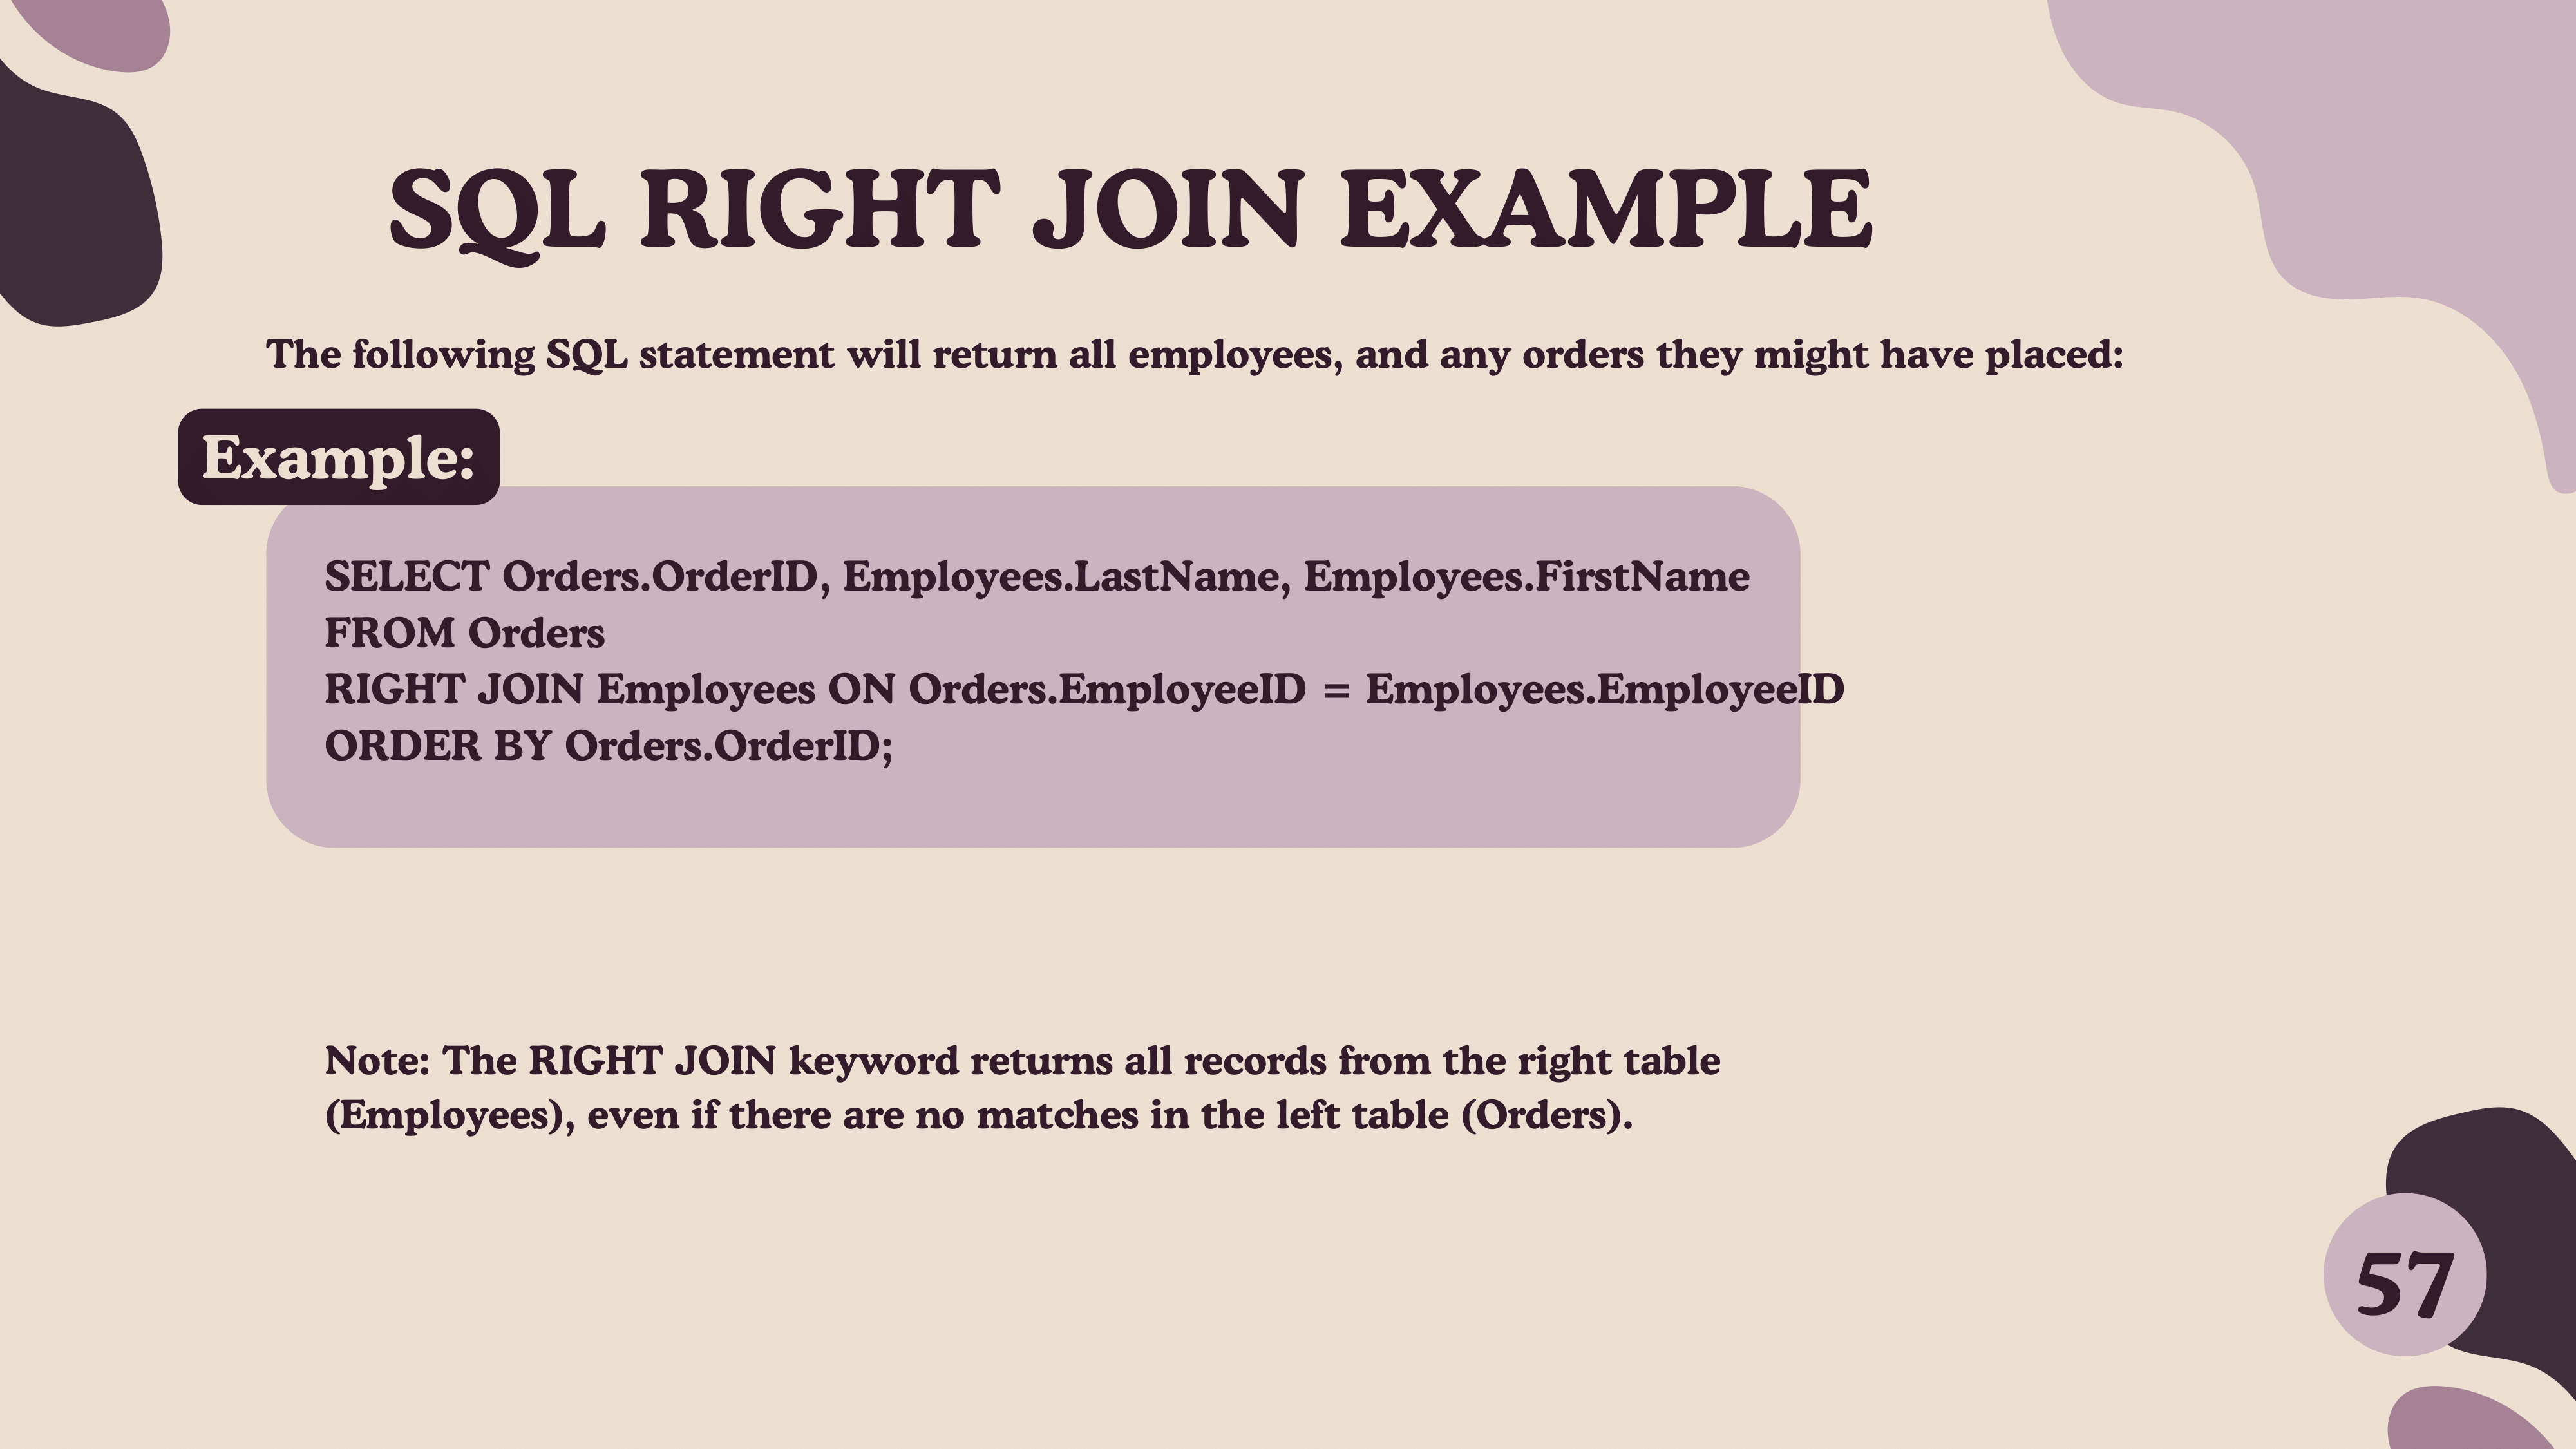 SQL RIGHT JOIN EXAMPLE
The following SQL statement will return all employees, and any orders they might have placed:
Example:
SELECT Orders.OrderID, Employees.LastName, Employees.FirstName
FROM Orders
RIGHT JOIN Employees ON Orders.EmployeeID = Employees.EmployeeID
ORDER BY Orders.OrderID;
Note: The RIGHT JOIN keyword returns all records from the right table
(Employees), even if there are no matches in the left table (Orders).
57